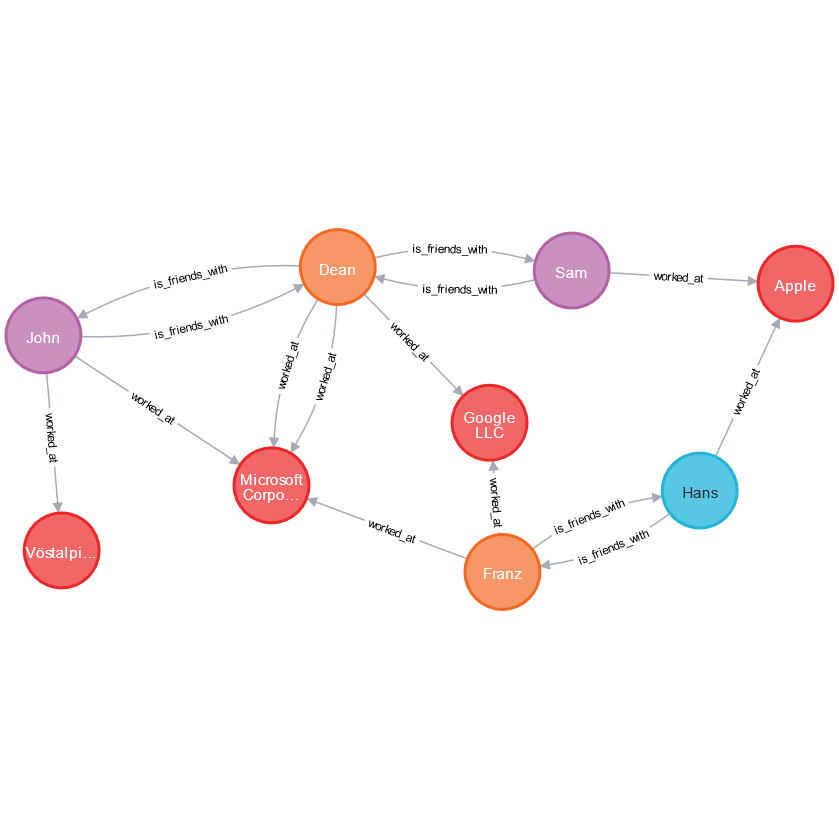 is_friends_with
Dean
is_friends_with
Sam
worked_at
Apple
is_friends_with
is_friends_with
John
worked_at
worked_at
worked_at
worked_at
worked_at
worked_at
Google
LLC
worked_at
Microsoft
Corpo...
worked_at
Hans
worked_at
is_friends_with
is_friends_with
Vöstalpi...
Franz